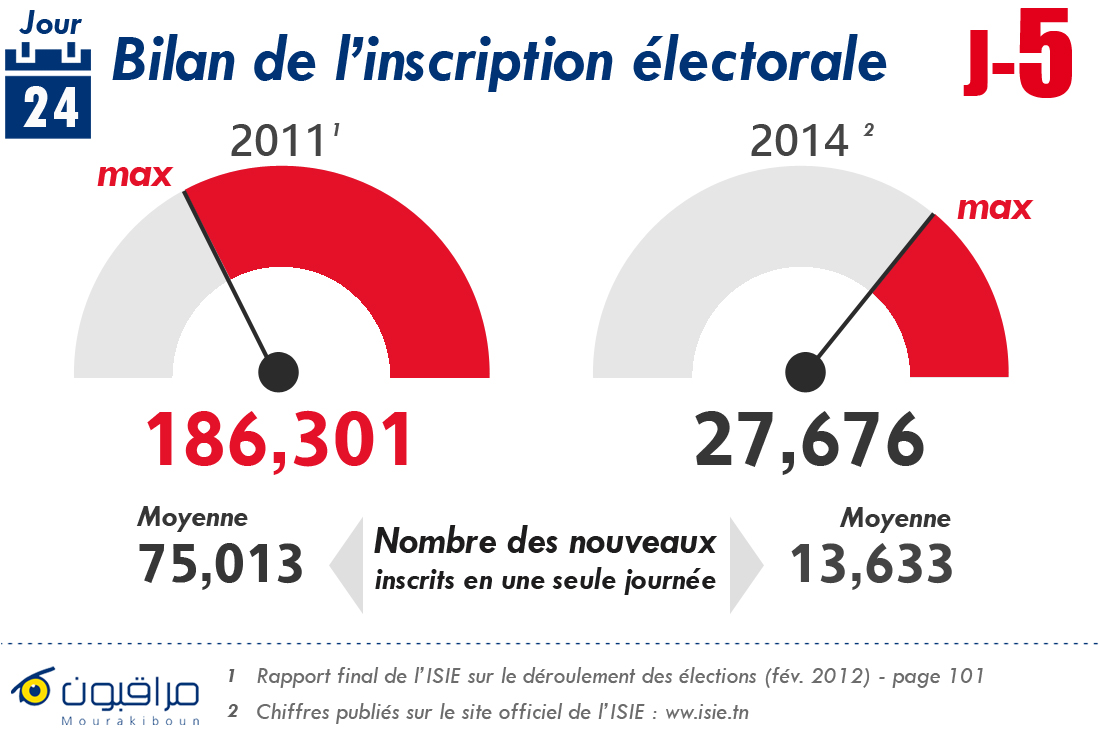 Jour
24
Bilan de l’inscription électorale
J-5
2011 1
max
186,301
Moyenne
75,013
2014 2
max
27,676
Moyenne
13,633
Nombre des nouveaux
inscrits en une seule journée
مراقبون
Mourakiboun
1 Rapport final de l’ISIE sur le déroulement des élections (fév. 2012) - page 101
2 Chiffres publiés sur le site officiel de l’ISIE : ww.isie.tn